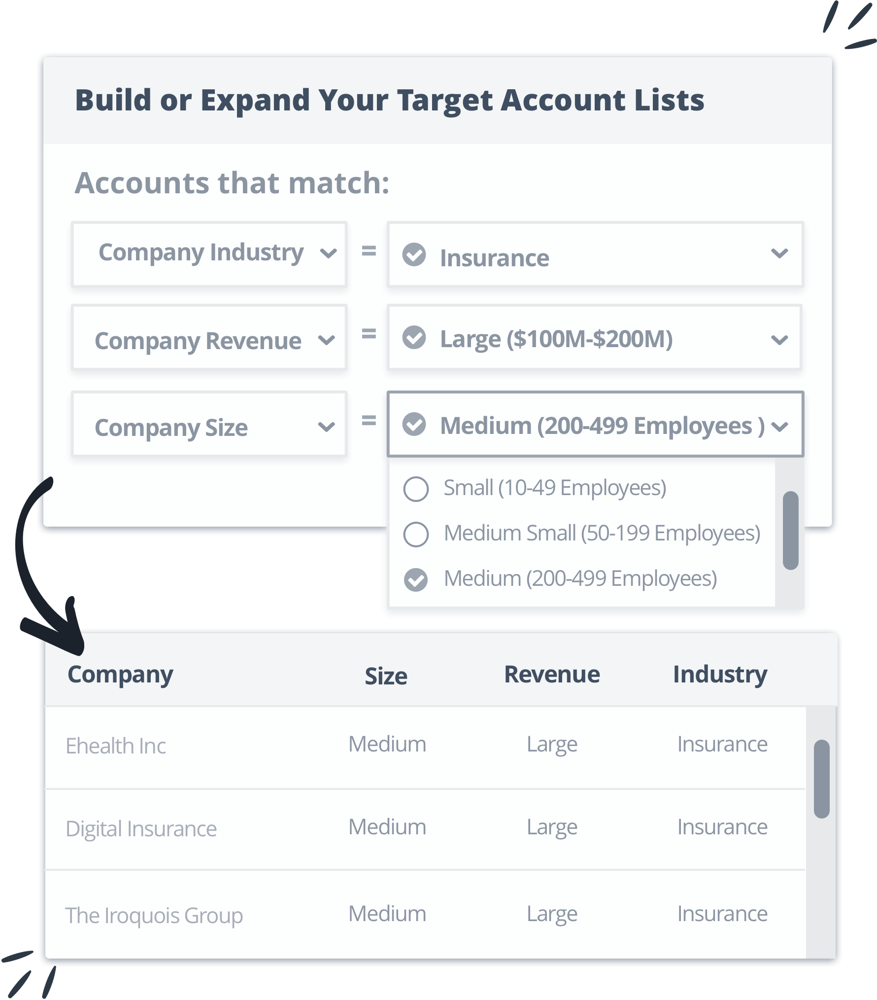 Build or Expand Your Target Account Lists
Accounts that match:
Company Industry = Insurance
Company Revenue = Large ($100M-$200M)
Company Size = Medium (200-499 Employees )
Small (10-49 Employees)
Medium Small (50-199 Employees)
Medium (200-499 Employees)
Company Size Revenue Industry
Ehealth Inc Medium Large Insurance
Digital Insurance Medium Large Insurance
The Iroquois Group Medium Large Insurance